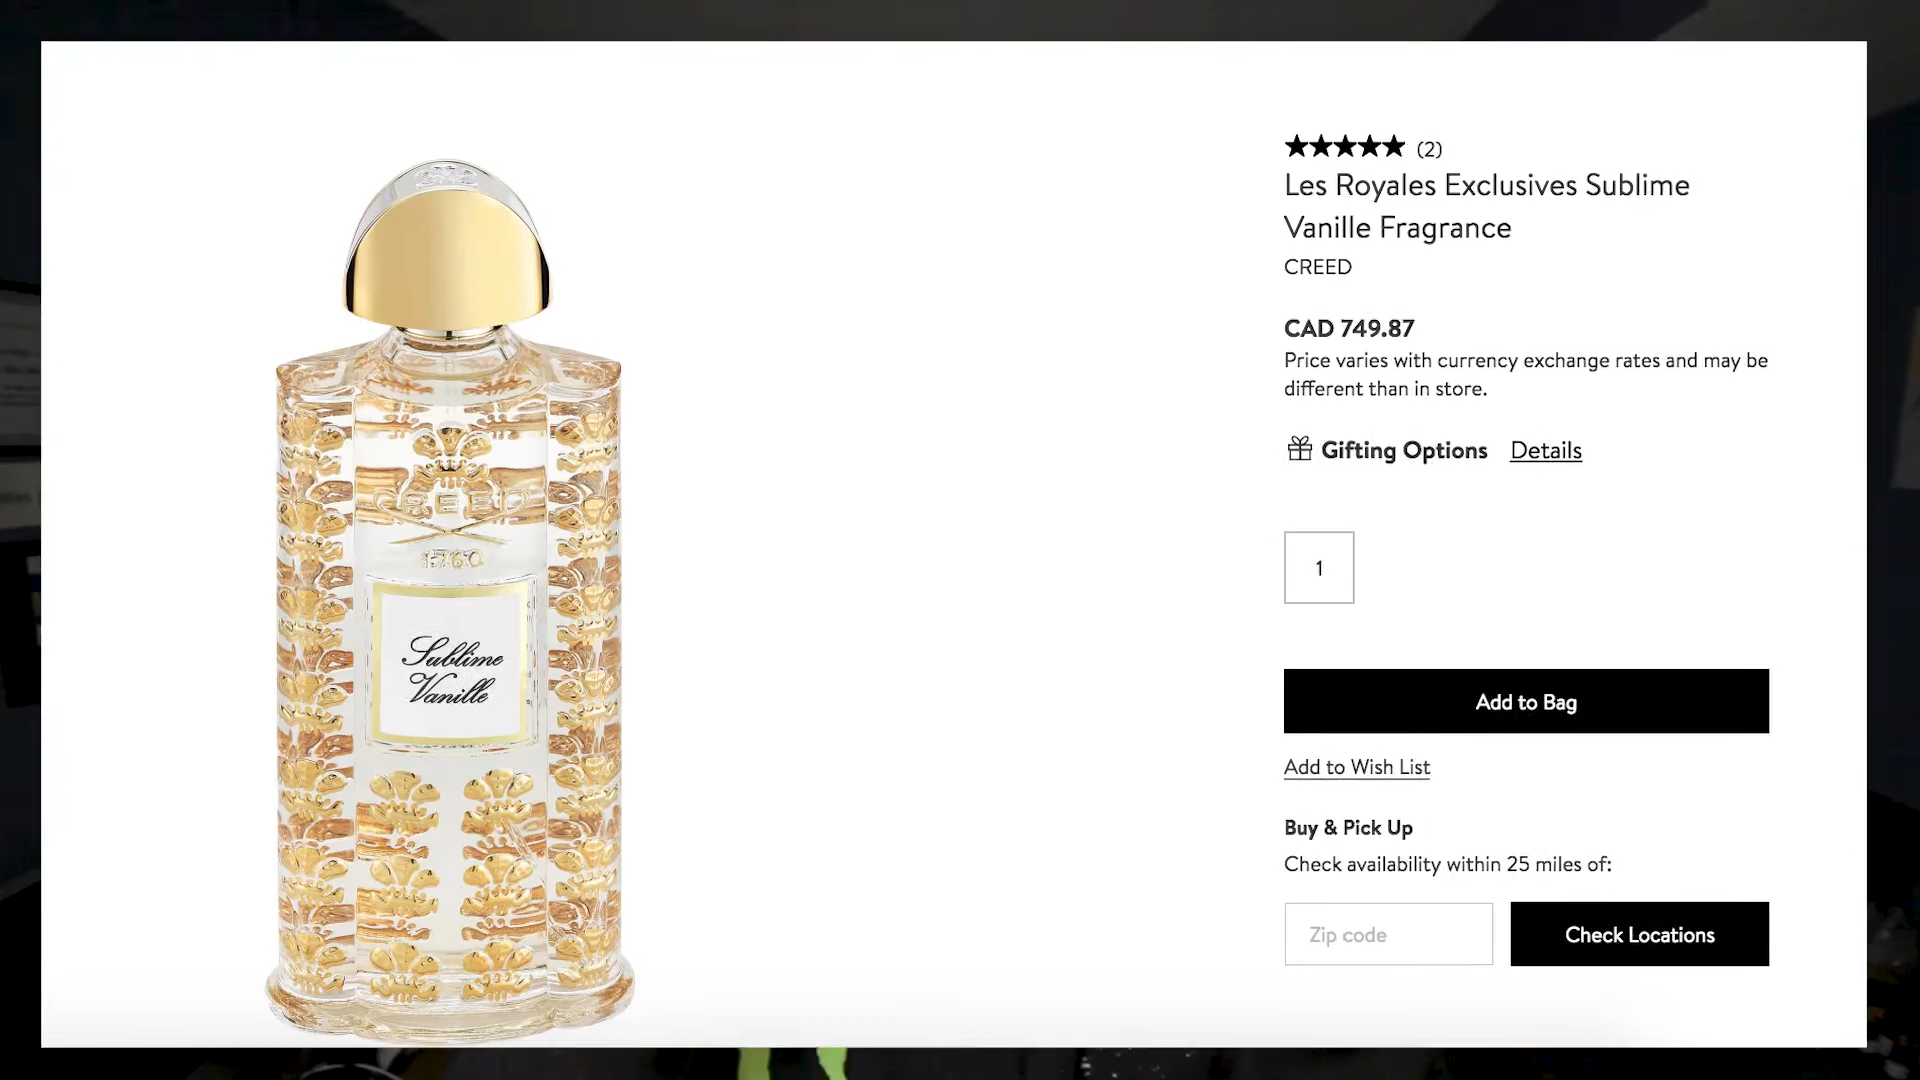 CREED
1760
Sublime
Vanille
(2)
Les Royales Exclusives Sublime
Vanille Fragrance
CREED
CAD 749.87
Price varies with currency exchange rates and may be
different than in store.
Gifting Options Details
1
Add to Bag
Add to Wish List
Buy & Pick Up
Check availability within 25 miles of:
Zip code Check Locations